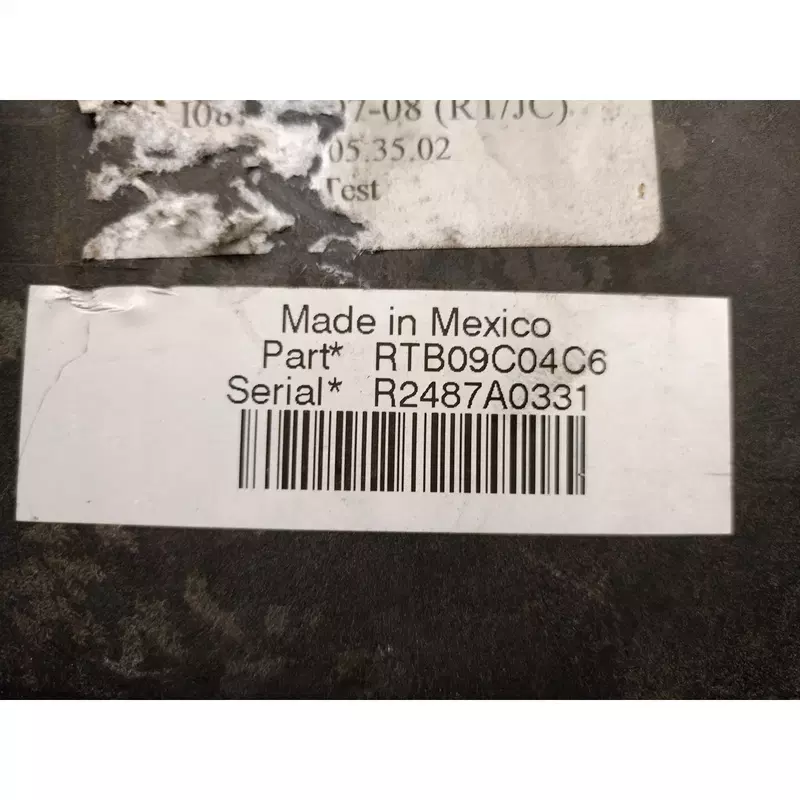 7-08 (RT/JC)
05.35.02
Test
Made in Mexico
Part* RTB09C04C6
Serial* R2487A0331